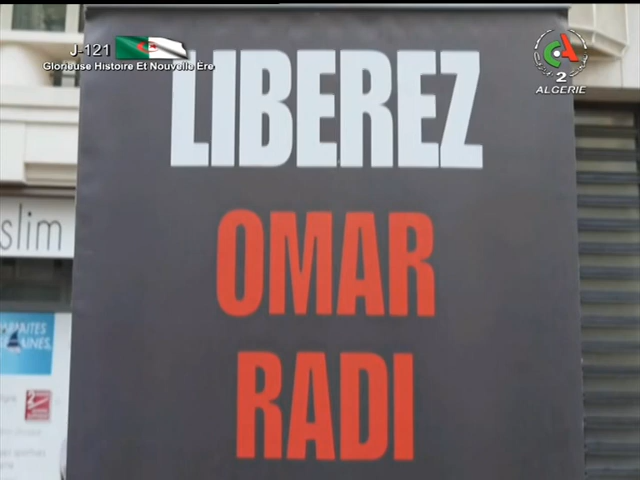 J-121
Glorieuse Histoire Et Nouvelle Ère
2
ALGERIE
LIBEREZ
OMAR
RADI
slim